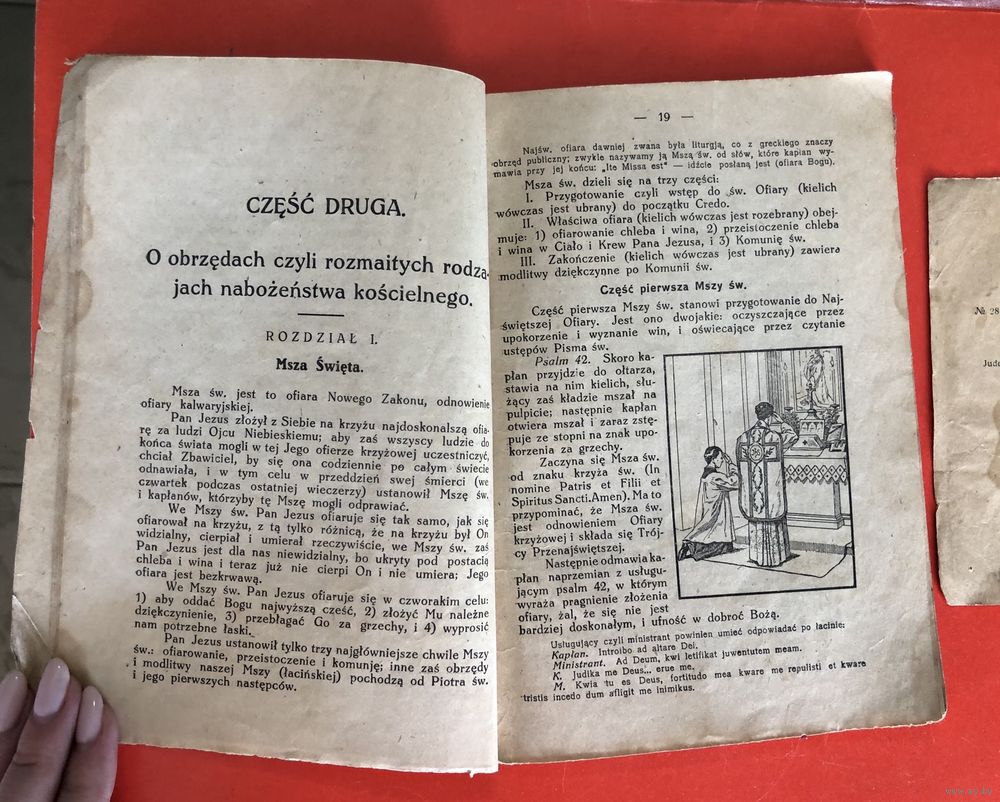 CZĘŚĆ DRUGA.
O obrzędach czyli rozmaitych rodza-
jach nabożeństwa kościelnego.
ROZDZIAŁ I.
Msza Święta.
Msza św. jest to ofiara Nowego Zakonu, odnowienie
ofiary kalwaryjskiej.
Pan Jezus złożył z Siebie na krzyżu najdoskonalszą ofia-
rę za ludzi Ojcu Niebieskiemu; aby zaś wszyscy ludzie do
końca świata mogli w tej Jego ofierze krzyżowej uczestniczyć,
chciał Zbawiciel, by się ona codziennie po całym świecie
odnawiała, i w tym celu w przeddzień swej śmierci (we
czwartek podczas ostatniej wieczerzy) ustanowił Mszę św.
i kapłanów, którzyby tę Mszę mogli odprawiać.
We Mszy św. Pan Jezus ofiaruje się tak samo, jak się
ofiarował na krzyżu, z tą tylko różnicą, że na krzyżu był On
widzialny, cierpiał i umierał rzeczywiście, we Mszy św. zaś
Pan Jezus jest dla nas niewidzialny, bo ukryty pod postacią
chleba i wina i teraz już nie cierpi On i nie umiera; Jego
ofiara jest bezkrwawą.
We Mszy św. Pan Jezus ofiaruje się w czworakim celu:
1) aby oddać Bogu najwyższą cześć, 2) złożyć Mu należne
dziękczynienie, 3) przebłagać Go za grzechy, i 4) wyprosić
nam potrzebne łaski.
Pan Jezus ustanowił tylko trzy najgłówniejsze chwile Mszy
św.: ofiarowanie, przeistoczenie i komunję; inne zaś obrzędy
i modlitwy naszej Mszy (łacińskiej) pochodzą od Piotra św.
i jego pierwszych następców.
— 19 —
Najśw. ofiara dawniej zwana była liturgją, co z greckiego znaczy
obrzęd publiczny; zwykle nazywamy ją Mszą św. od słów, które kapłan wy-
mawia przy jej końcu: „Ite Missa est" — idźcie posłaną jest (ofiara Bogu).
Msza św. dzieli się na trzy części:
I. Przygotowanie czyli wstęp do św. Ofiary (kielich
wówczas jest ubrany) do początku Credo.
II. Właściwa ofiara (kielich wówczas jest rozebrany) obej-
muje: 1) ofiarowanie chleba i wina, 2) przeistoczenie chleba
i wina w Ciało i Krew Pana Jezusa, i 3) Komunię św.
III. Zakończenie (kielich wówczas jest ubrany) zawiera
modlitwy dziękczynne po Komunii św.
Część pierwsza Mszy św.
Część pierwsza Mszy św. stanowi przygotowanie do Naj-
świętszej Ofiary. Jest ono dwojakie: oczyszczające przez
upokorzenie i wyznanie win, i oświecające przez czytanie
ustępów Pisma św.
Psalm 42. Skoro ka-
płan przyjdzie do ołtarza,
stawia na nim kielich, słu-
żący zaś kładzie mszał na
pulpicie; następnie kapłan
otwiera mszał i zaraz zstę-
puje ze stopni na znak upo-
korzenia za grzechy.
Zaczyna się Msza św.
od znaku krzyża św. (In
nomine Patris et Filii et
Spiritus Sancti.Amen). Ma to
przypominać, że Msza św.
jest odnowieniem Ofiary
krzyżowej i składa się Trój-
cy Przenajświętszej.
Następnie odmawia ka-
płan naprzemian z usługu-
jącym psalm 42, w którym
wyraża pragnienie złożenia
ofiary, żal, że się nie jest
bardziej doskonałym, i ufność w dobroć Bożą.
Usługujący czyli ministrant powinien umieć odpowiadać po łacinie:
Kapłan. Introibo ad altare Dei.
Ministrant. Ad Deum, kwi letifikat juwentutem meam.
K. Judika me Deus... erue me.
M. Kwia tu es Deus, fortitudo mea kware me repulisti et kware
tristis incedo dum afligit me inimikus.
№ 28
Jude
www.ay.by